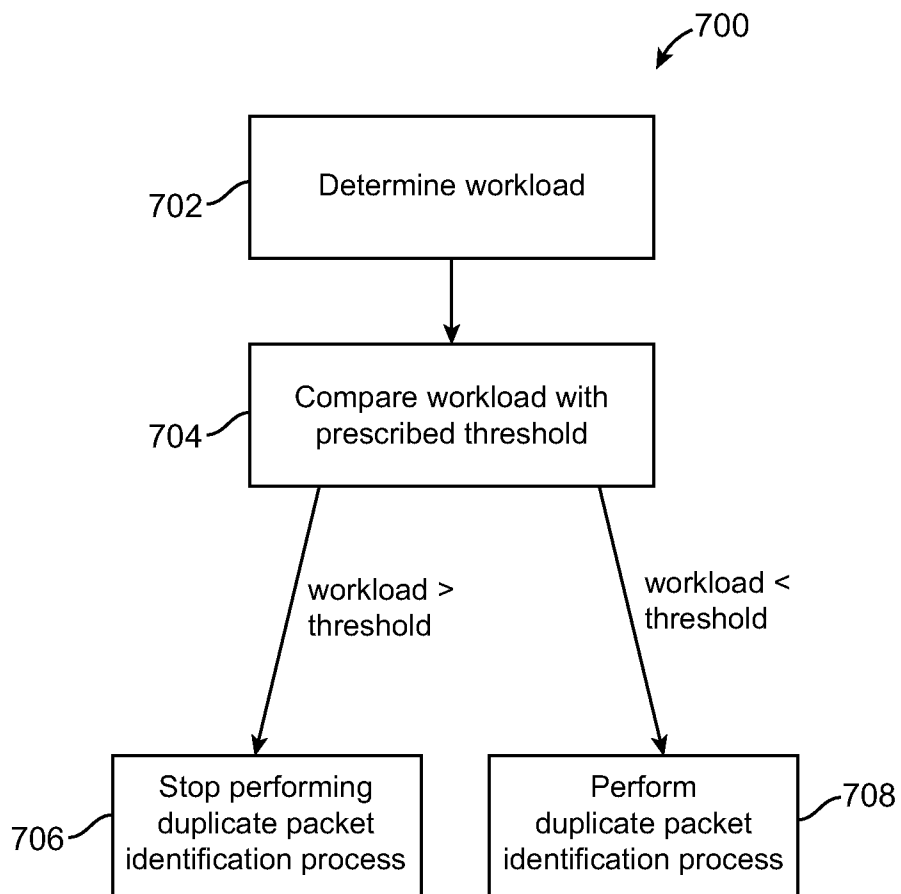 700
Determine workload
702
Compare workload with
prescribed threshold
704
workload >
threshold
workload <
threshold
Stop performing
duplicate packet
identification process
706
Perform
duplicate packet
identification process
708